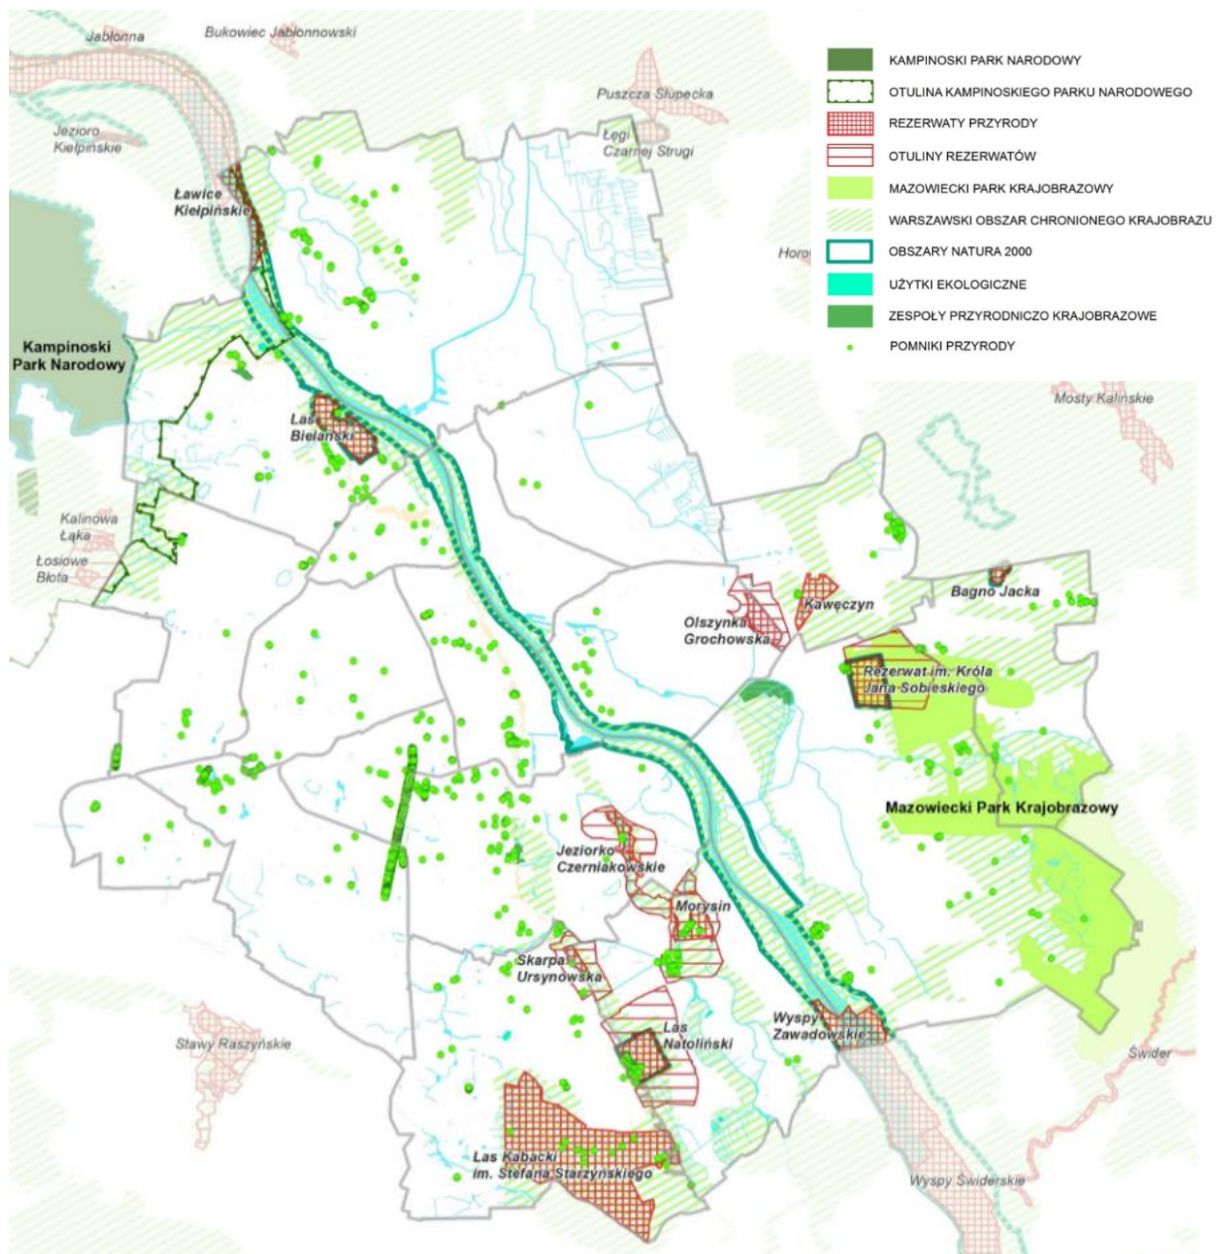 Jabłonna
Bukowiec Jabłonnowski
Puszcza Słupecka
Jezioro
Kiełpińskie
Łęgi
Czarnej Strugi
Ławice
Kiełpińskie
KAMPINOSKI PARK NARODOWY
OTULINA KAMPINOSKIEGO PARKU NARODOWEGO
REZERWATY PRZYRODY
OTULINY REZERWATÓW
MAZOWIECKI PARK KRAJOBRAZOWY
WARSZAWSKI OBSZAR CHRONIONEGO KRAJOBRAZU
OBSZARY NATURA 2000
UŻYTKI EKOLOGICZNE
ZESPOŁY PRZYRODNICZO KRAJOBRAZOWE
POMNIKI PRZYRODY
Horo
Kampinoski
Park Narodowy
Mosty Kalińskie
Las
Bielański
Kalinowa
Łąka
Łosiowe
Błota
Bagno Jacka
Kawęczyn
Olszynka
Grochowska
Rezerwat im. Króla
Jana Sobieskiego
Mazowiecki Park Krajobrazowy
Jeziorko
Czerniakowskie
Morysin
Skarpa
Ursynowska
Las
Natoliński
Wyspy
Zawadowskie
Stawy Raszyńskie
Świder
Las Kabacki
im. Stefana Starzyńskiego
Wyspy Świderskie